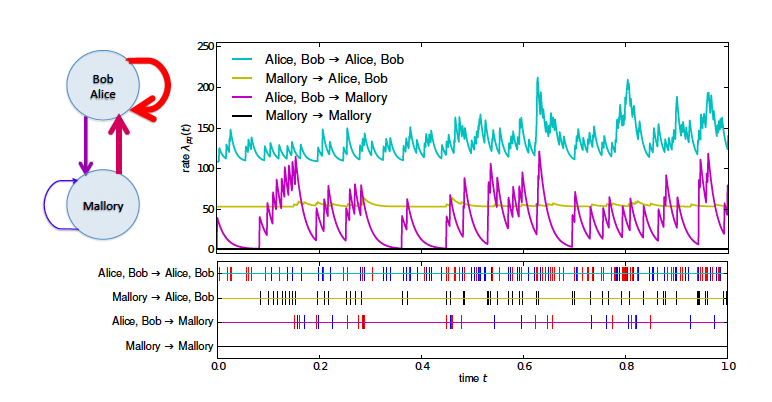 Bob
Alice
Mallory
250
200
150
100
50
0
rate λpq(t)
Alice, Bob → Alice, Bob
Mallory → Alice, Bob
Alice, Bob → Mallory
Mallory → Mallory
Alice, Bob → Alice, Bob
Mallory → Alice, Bob
Alice, Bob → Mallory
Mallory → Mallory
0.0 0.2 0.4 0.6 0.8 1.0
time t